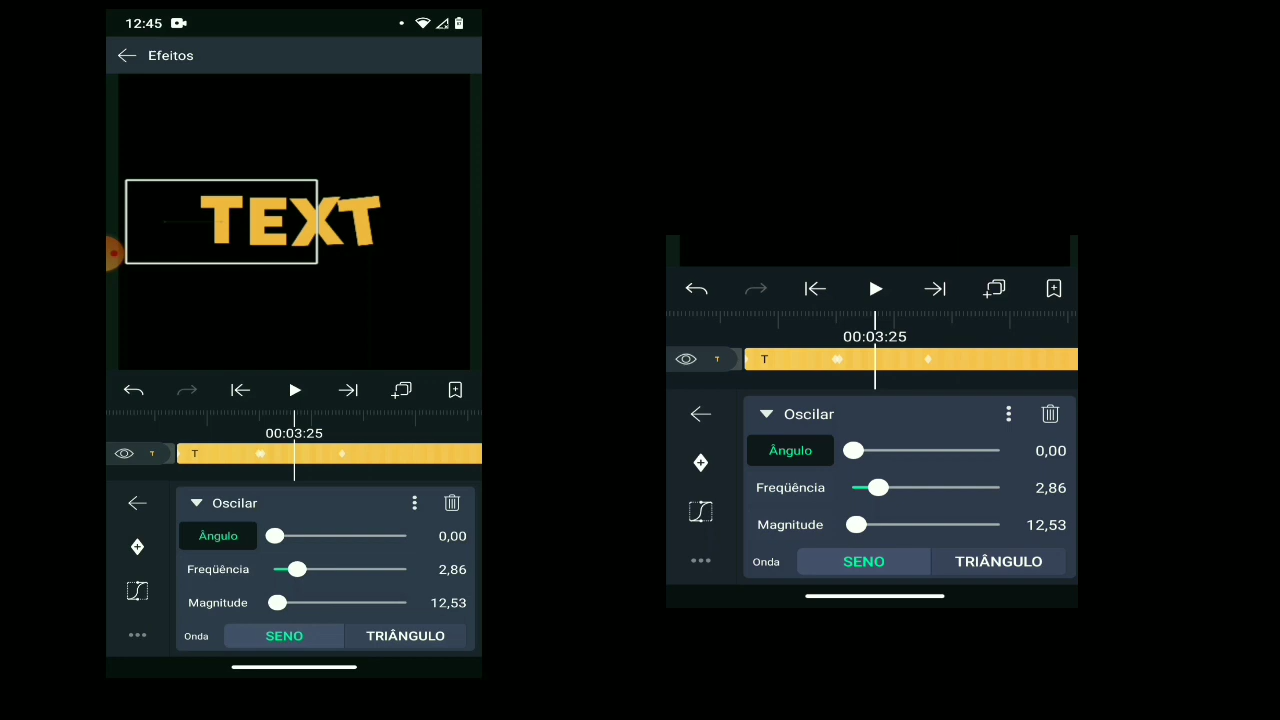 12:45
Efeitos
TEXT
00:03:25
T T
Oscilar
Ângulo 0,00
Freqüência 2,86
Magnitude 12,53
Onda SENO TRIÂNGULO
00:03:25
T T
Oscilar
Ângulo 0,00
Freqüência 2,86
Magnitude 12,53
Onda SENO TRIÂNGULO